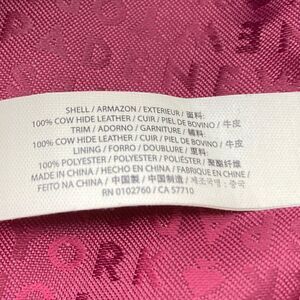 SHELL / ARMAZON / EXTERIEUR / 面料:
100% COW HIDE LEATHER / CUIR / PIEL DE BOVINO / 牛皮
TRIM / ADORNO / GARNITURE / 辅料:
100% COW HIDE LEATHER / CUIR / PIEL DE BOVINO / 牛皮
LINING / FORRO / DOUBLURE / 里料:
100% POLYESTER / POLYESTER / POLIÉSTER / 聚酯纤维
MADE IN CHINA / HECHO EN CHINA / FABRIQUÉ EN CHINE /
FEITO NA CHINA / 中国製 / 中国制造 / 제조국명 : 중국
RN 0102760 / CA 57710